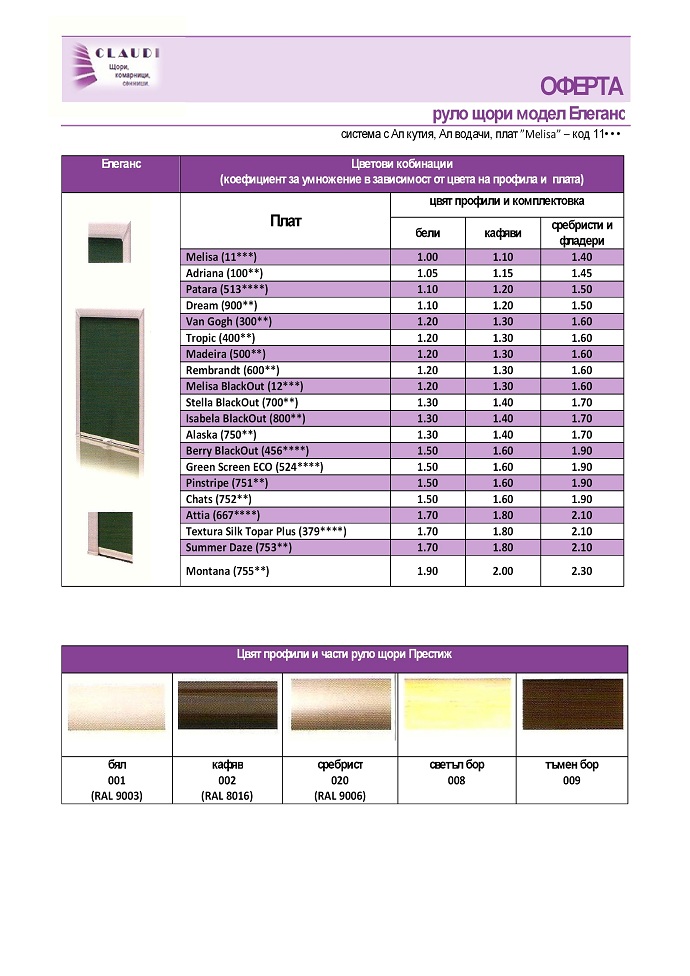 CLAUDI
Щори,
комарници,
сенници.
ОФЕРТА
руло щори модел Елеганс
система с Ал кутия, Ал водачи, плат ”Melisa” – код 11•••
Елеганс
Цветови кобинации
(коефициент за умножение в зависимост от цвета на профила и плата)
Плат
цвят профили и комплектовка
бели кафяви сребристи и
фладери
Melisa (11***) 1.00 1.10 1.40
Adriana (100**) 1.05 1.15 1.45
Patara (513****) 1.10 1.20 1.50
Dream (900**) 1.10 1.20 1.50
Van Gogh (300**) 1.20 1.30 1.60
Tropic (400**) 1.20 1.30 1.60
Madeira (500**) 1.20 1.30 1.60
Rembrandt (600**) 1.20 1.30 1.60
Melisa BlackOut (12***) 1.20 1.30 1.60
Stella BlackOut (700**) 1.30 1.40 1.70
Isabela BlackOut (800**) 1.30 1.40 1.70
Alaska (750**) 1.30 1.40 1.70
Berry BlackOut (456****) 1.50 1.60 1.90
Green Screen ECO (524****) 1.50 1.60 1.90
Pinstripe (751**) 1.50 1.60 1.90
Chats (752**) 1.50 1.60 1.90
Attia (667****) 1.70 1.80 2.10
Textura Silk Topar Plus (379****) 1.70 1.80 2.10
Summer Daze (753**) 1.70 1.80 2.10
Montana (755**) 1.90 2.00 2.30
Цвят профили и части руло щори Престиж
бял кафяв сребрист светъл бор тъмен бор
001 002 020 008 009
(RAL 9003) (RAL 8016) (RAL 9006)